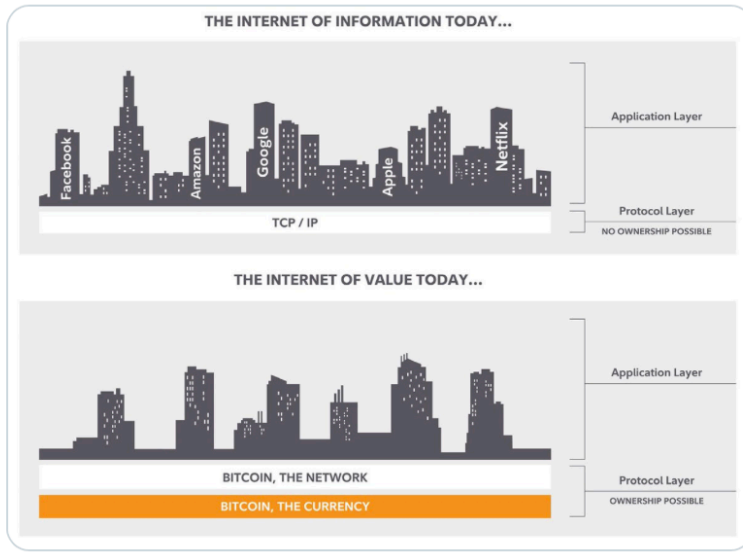 THE INTERNET OF INFORMATION TODAY...
Facebook
Amazon
Google
Apple
Netflix
Application Layer
TCP / IP
Protocol Layer
NO OWNERSHIP POSSIBLE
THE INTERNET OF VALUE TODAY...
Application Layer
BITCOIN, THE NETWORK
BITCOIN, THE CURRENCY
Protocol Layer
OWNERSHIP POSSIBLE